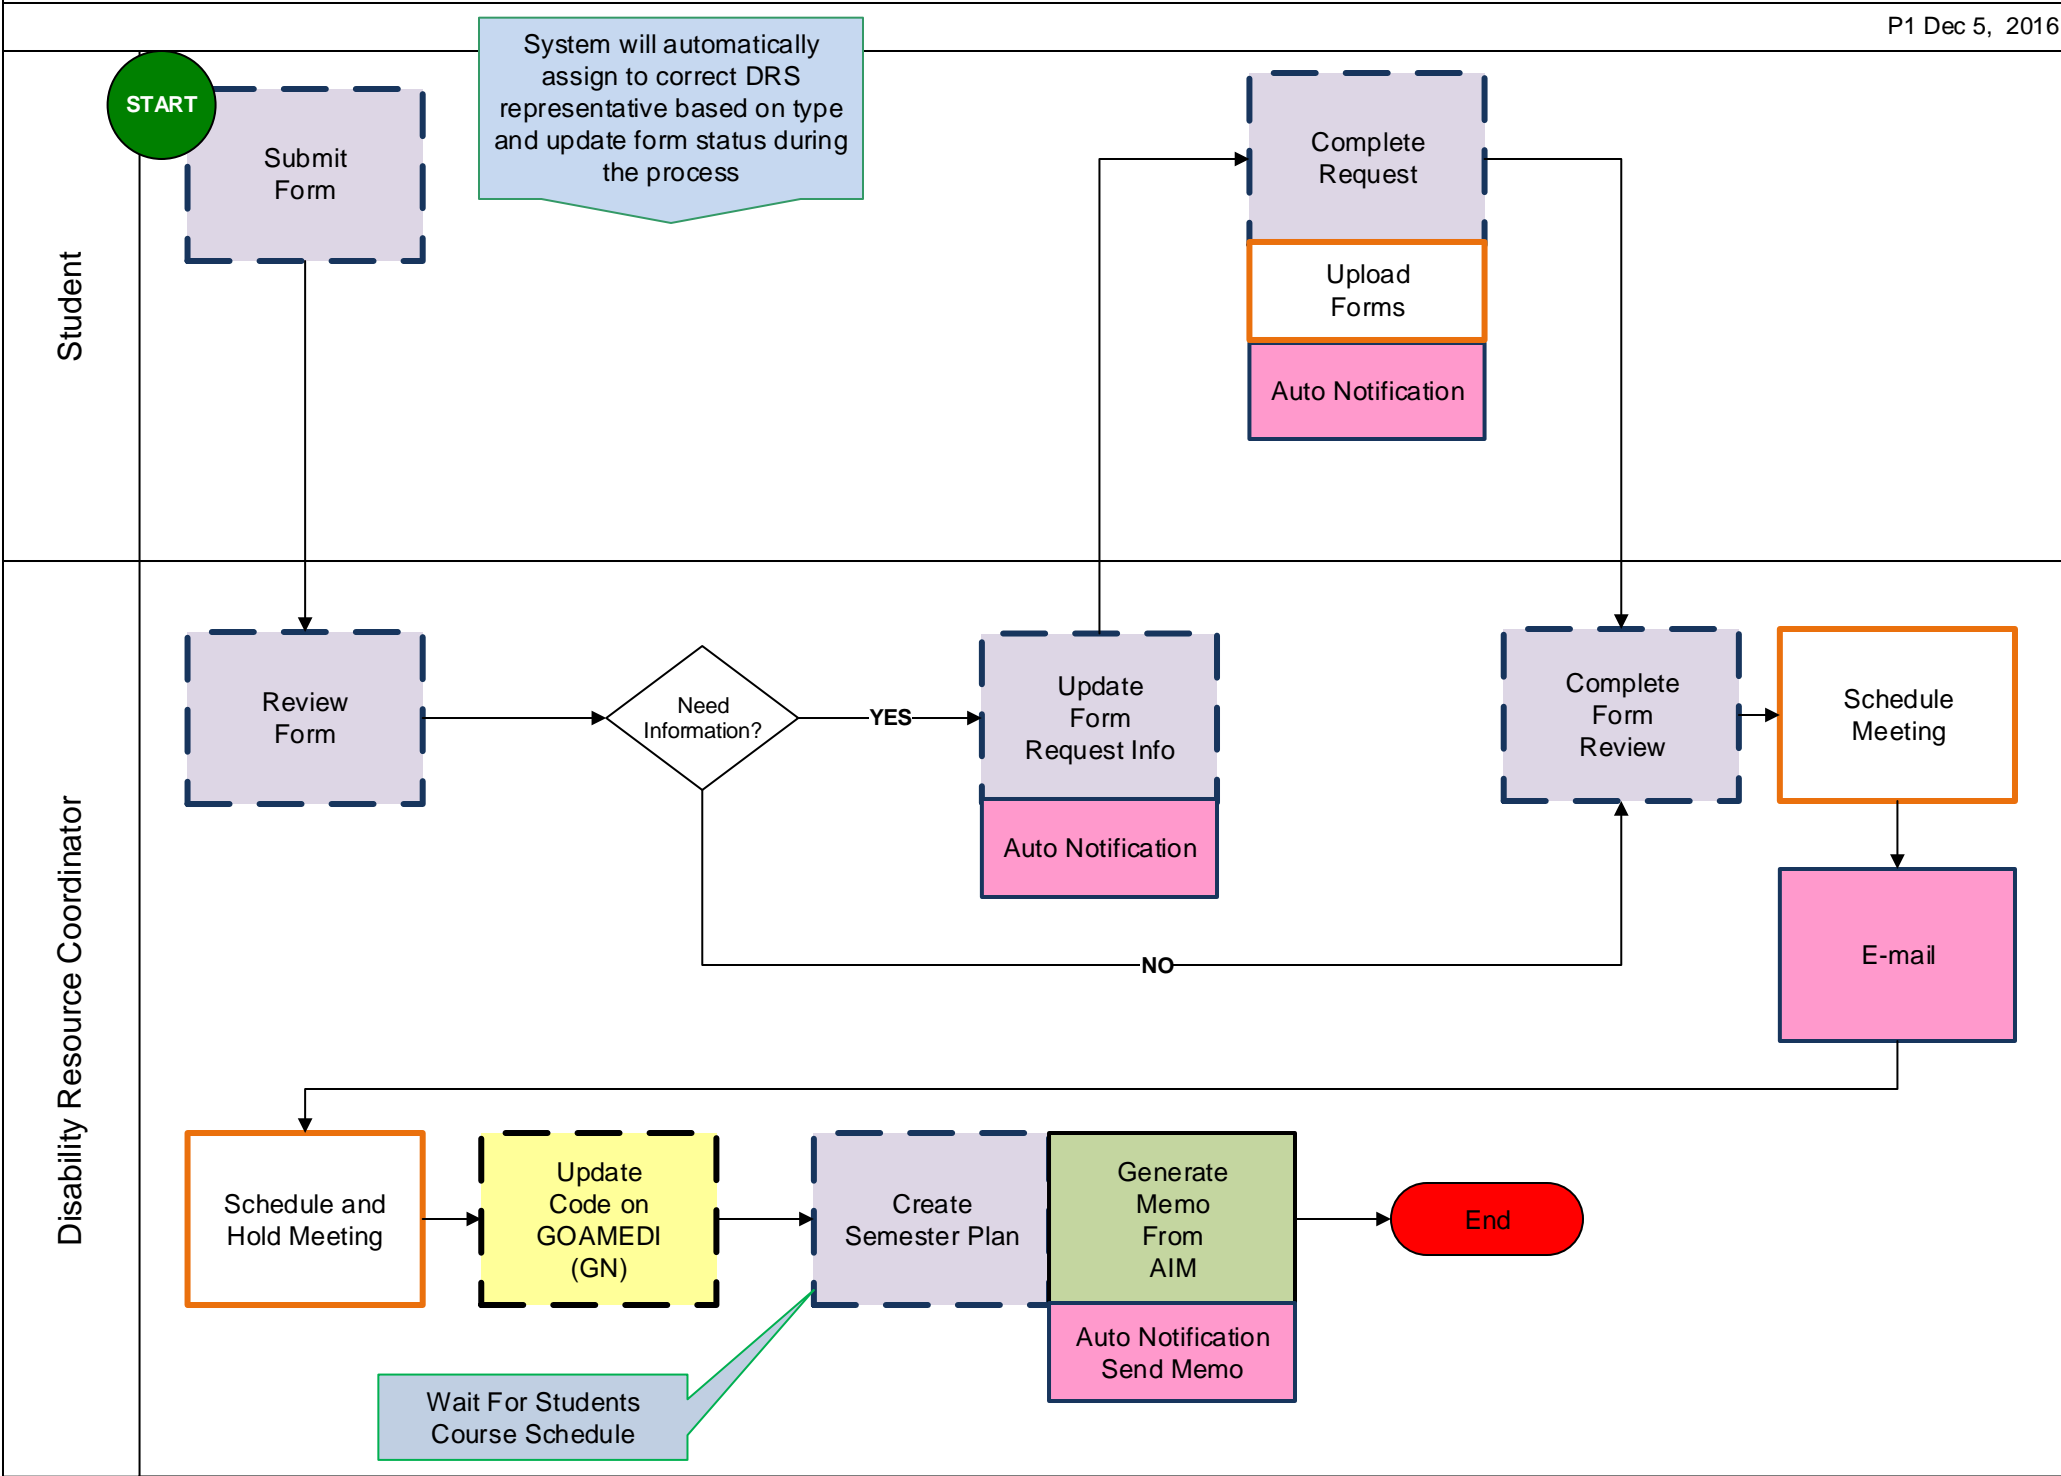 P1 Dec 5, 2016
START
Submit
Form
System will automatically
assign to correct DRS
representative based on type
and update form status during
the process
Complete
Request
Upload
Forms
Auto Notification
Student
Review
Form
Need
Information?
YES
Update
Form
Request Info
Auto Notification
NO
Complete
Form
Review
Schedule
Meeting
E-mail
Disability Resource Coordinator
Schedule and
Hold Meeting
Update
Code on
GOAMEDI
(GN)
Create
Semester Plan
Generate
Memo
From
AIM
Auto Notification
Send Memo
End
Wait For Students
Course Schedule